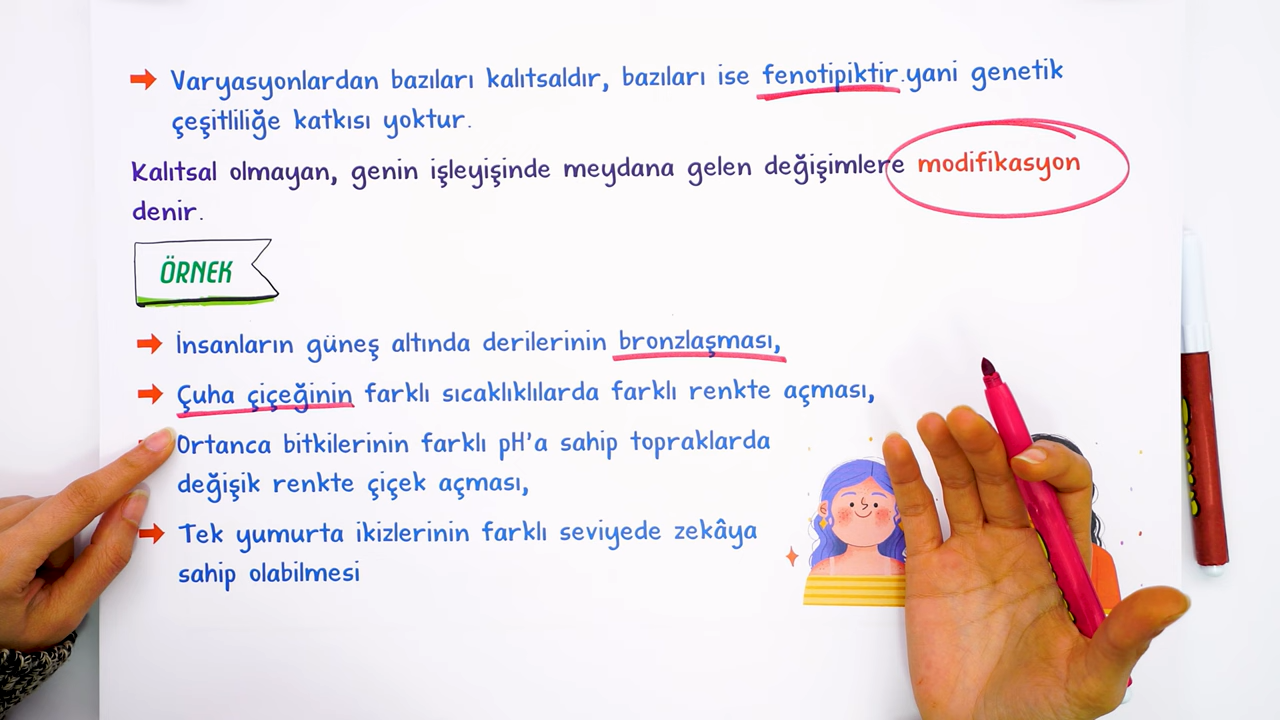 Varyasyonlardan bazıları kalıtsaldır, bazıları ise fenotipiktir.yani genetik
çeşitliliğe katkısı yoktur.
Kalıtsal olmayan, genin işleyişinde meydana gelen değişimlere modifikasyon
denir.
ÖRNEK
İnsanların güneş altında derilerinin bronzlaşması,
Çuha çiçeğinin farklı sıcaklıklılarda farklı renkte açması,
Ortanca bitkilerinin farklı pH'a sahip topraklarda
değişik renkte çiçek açması,
Tek yumurta ikizlerinin farklı seviyede zekâya
sahip olabilmesi